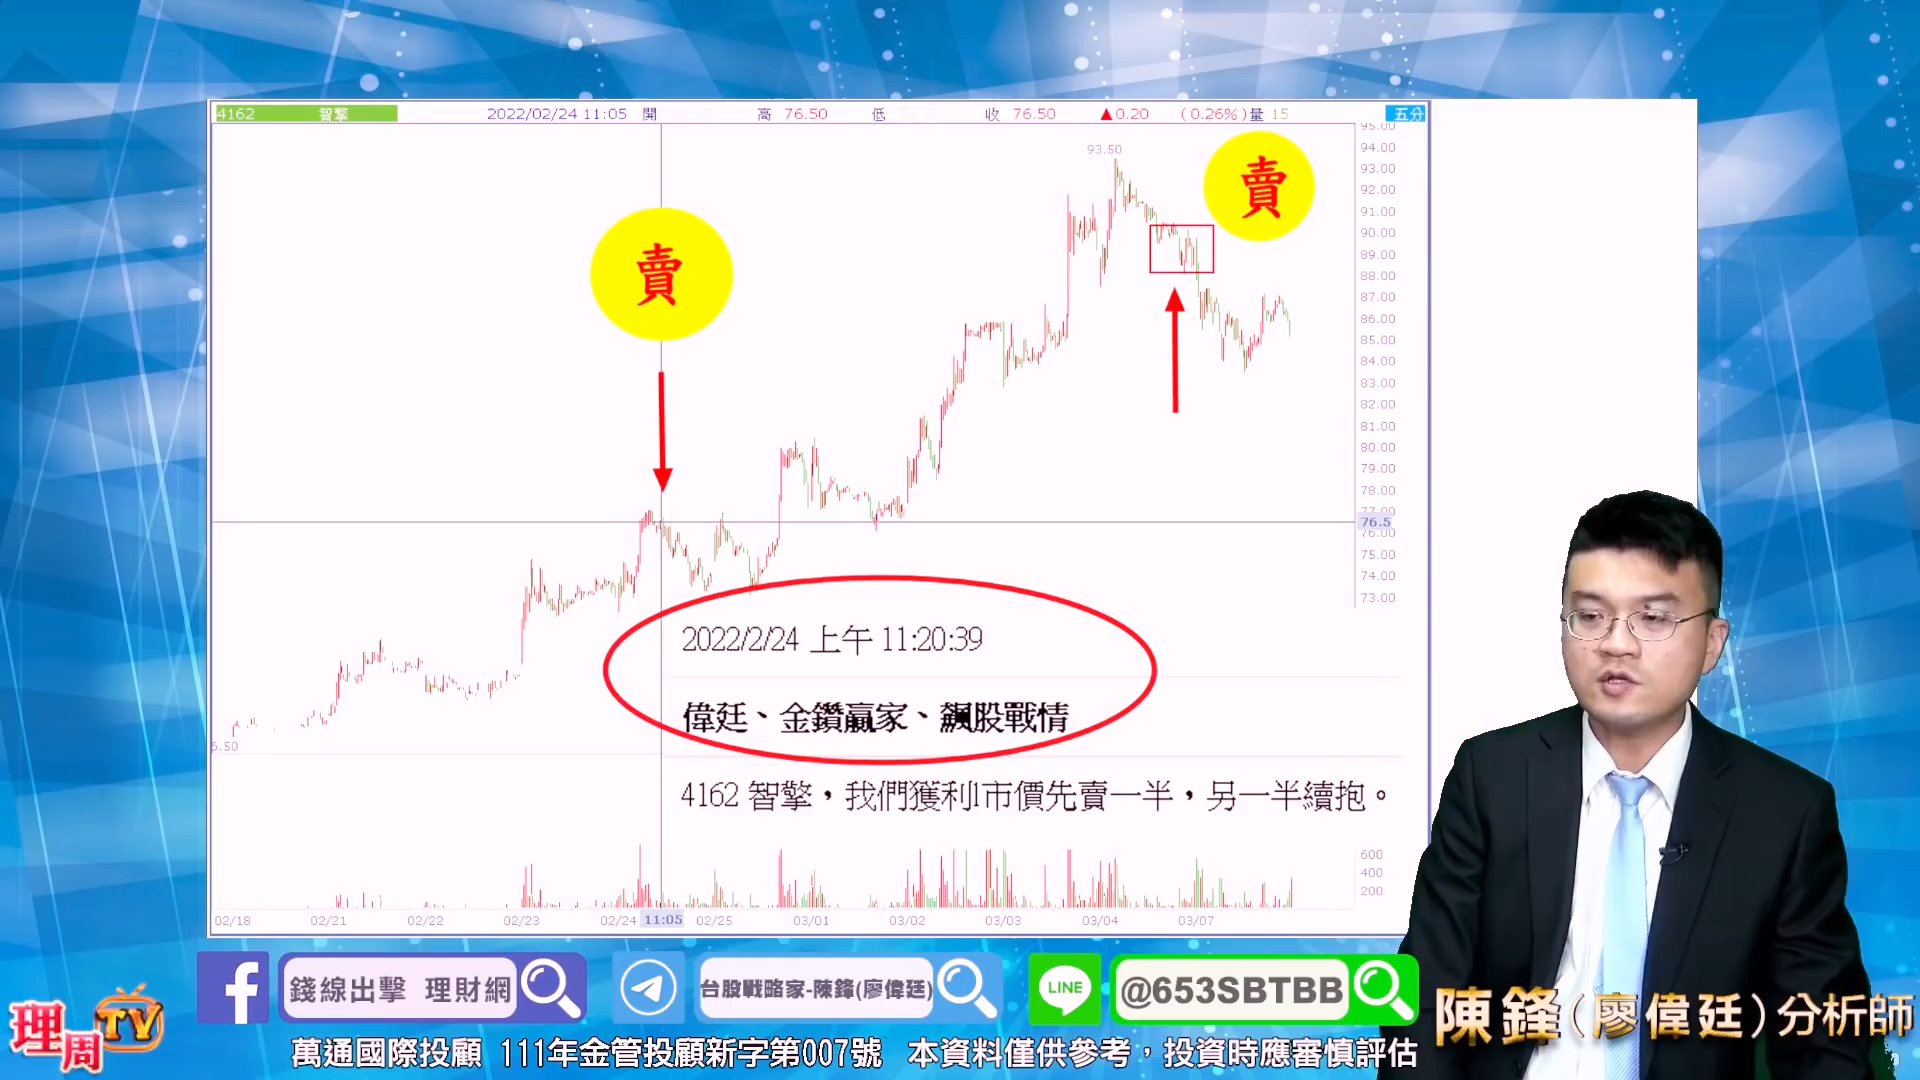 4162 智擎 2022/02/24 11:05 開 高 76.50 低 收 76.50 ▲0.20 (0.26%)量 15 五分
95.00
93.50
94.00
93.00
賣
92.00
91.00
90.00
89.00
賣
88.00
87.00
86.00
85.00
84.00
83.00
82.00
81.00
80.00
79.00
78.00
77.00
76.5
76.00
75.00
74.00
73.00
2022/2/24 上午 11:20:39
偉廷、金鑽贏家、飆股戰情
6.50
4162 智擎，我們獲利市價先賣一半，另一半續抱。
600
400
200
02/18 02/21 02/22 02/23 02/24 11:05 02/25 03/01 03/02 03/03 03/04 03/07
錢線出擊 理財網
台股戰略家-陳鋒(廖偉廷)
LINE
@653SBTBB
理周TV
陳鋒(廖偉廷)分析師
萬通國際投顧 111年金管投顧新字第007號 本資料僅供參考，投資時應審慎評估